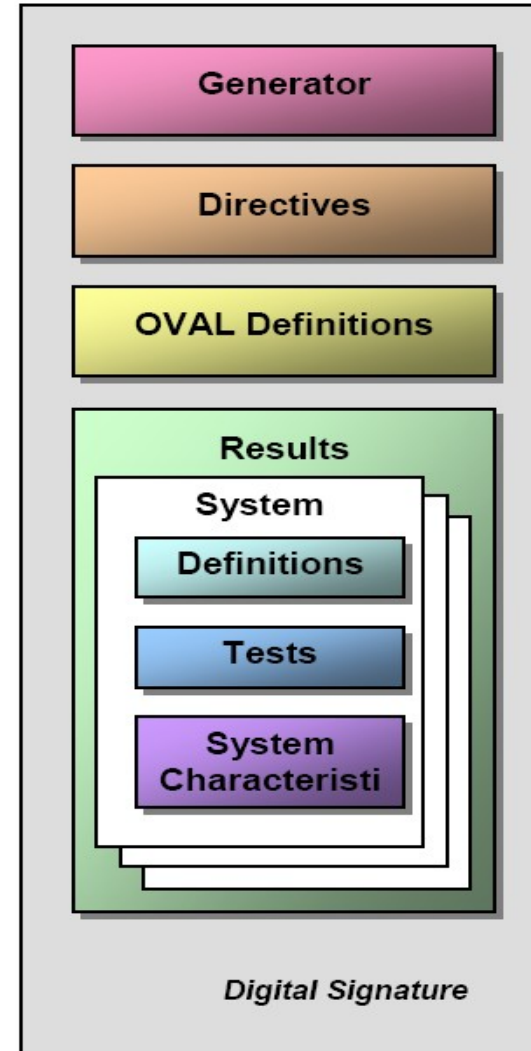 Generator
Directives
OVAL Definitions
Results
System
Definitions
Tests
System
Characteristi
Digital Signature